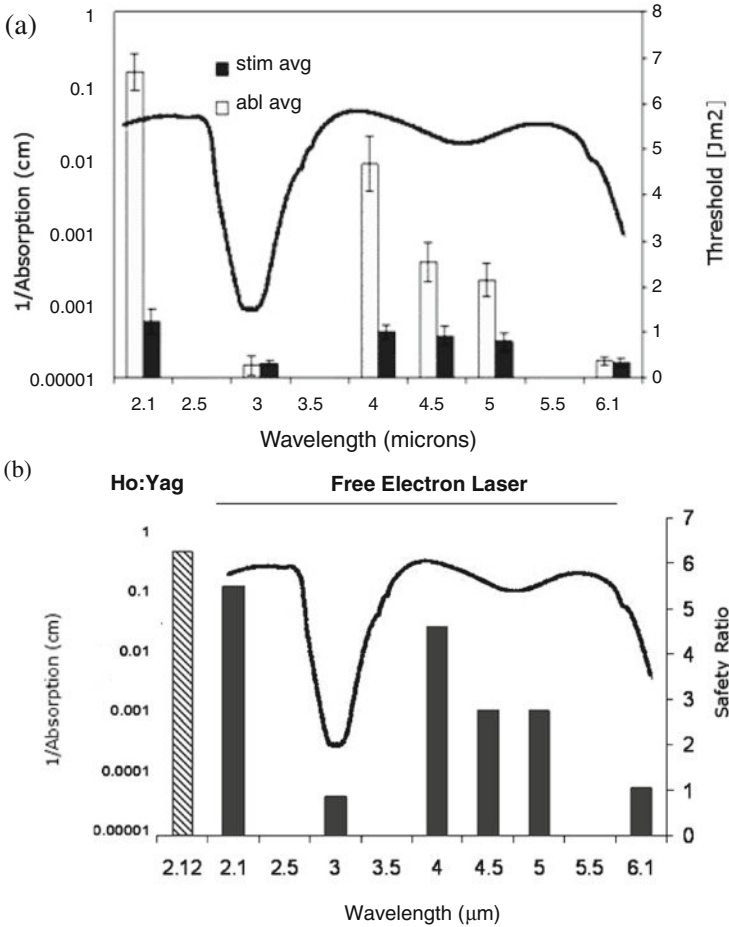 (a)
1
0.1
0.01
0.001
0.001
0.00001
1/Absorption (cm)
stim avg
abl avg
8
7
6
5
4
3
2
1
0
Threshold [Jm2]
2.1 2.5 3 3.5 4 4.5 5 5.5 6.1
Wavelength (microns)
(b)
Ho:Yag Free Electron Laser
1
0.1
0.01
0.001
0.0001
0.00001
1/Absorption (cm)
7
6
5
4
3
2
1
0
Safety Ratio
2.12 2.1 2.5 3 3.5 4 4.5 5 5.5 6.1
Wavelength (μm)